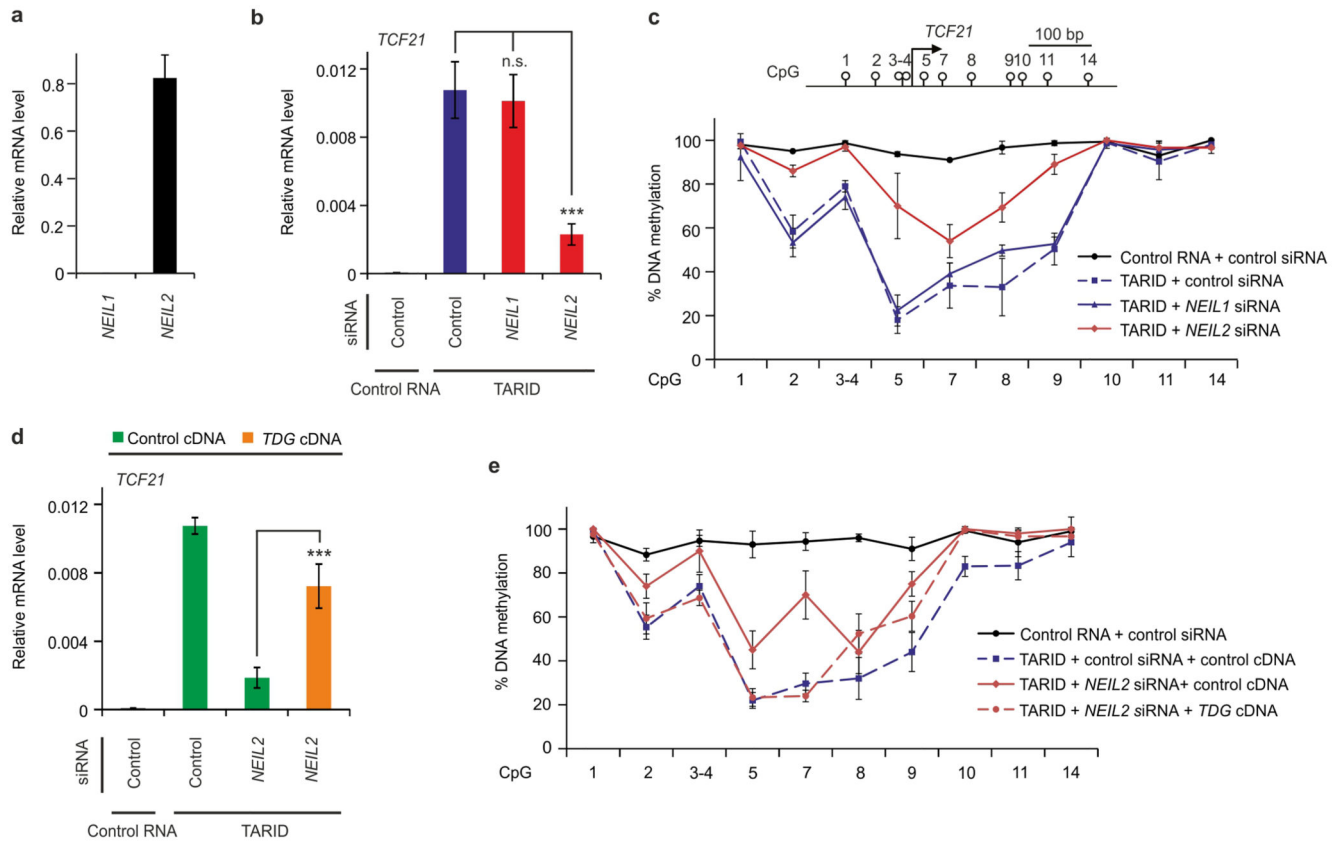 a
Relative mRNA level
0.8
0.6
0.4
0.2
0
NEIL1
NEIL2
b
TCF21
Relative mRNA level
0.012
0.008
0.004
0
n.s.
***
siRNA
Control
Control
NEIL1
NEIL2
Control RNA
TARID
c
TCF21
100 bp
CpG
1
2
3-4
5
7
8
910
11
14
% DNA methylation
100
80
60
40
20
0
Control RNA + control siRNA
TARID + control siRNA
TARID + NEIL1 siRNA
TARID + NEIL2 siRNA
CpG
1
2
3-4
5
7
8
9
10
11
14
d
Control cDNA
TDG cDNA
TCF21
Relative mRNA level
0.012
0.008
0.004
0
***
siRNA
Control
Control
NEIL2
NEIL2
Control RNA
TARID
e
% DNA methylation
100
80
60
40
20
0
Control RNA + control siRNA
TARID + control siRNA + control cDNA
TARID + NEIL2 siRNA+ control cDNA
TARID + NEIL2 siRNA + TDG cDNA
CpG
1
2
3-4
5
7
8
9
10
11
14